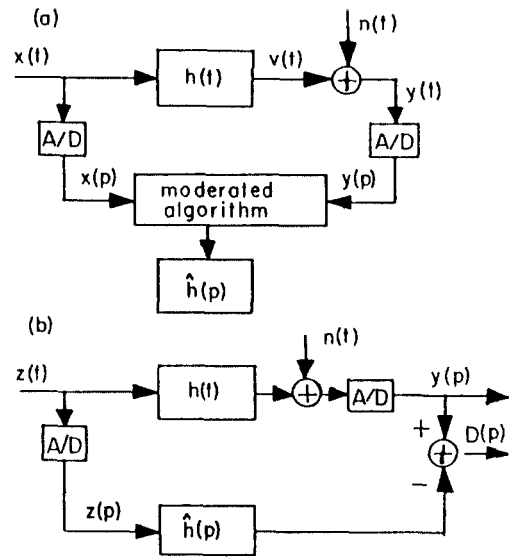 (a)
n(t)
x(t)
v(t)
h(t)
+
y(t)
A/D
A/D
x(p)
y(p)
moderated
algorithm
ĥ(p)
(b)
n(t)
z(t)
h(t)
+
A/D
y(p)
A/D
+
+
D(p)
−
z(p)
ĥ(p)